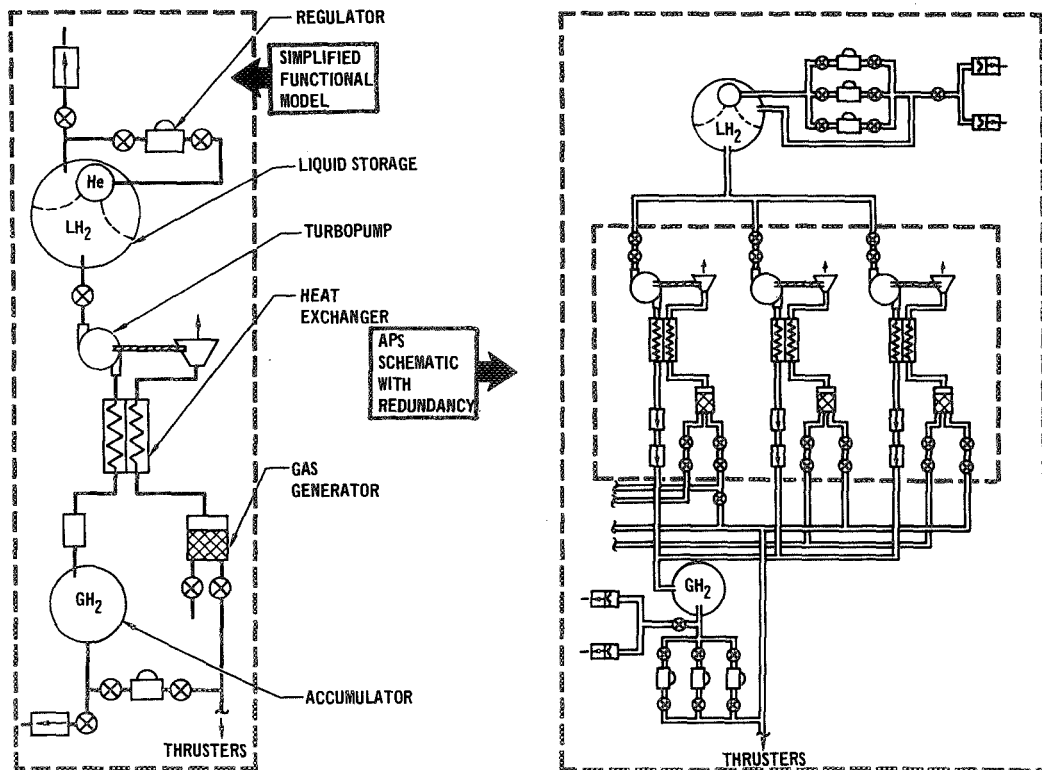 REGULATOR
SIMPLIFIED
FUNCTIONAL
MODEL
He
LH2
LIQUID STORAGE
TURBOPUMP
HEAT
EXCHANGER
GAS
GENERATOR
GH2
ACCUMULATOR
THRUSTERS
APS
SCHEMATIC
WITH
REDUNDANCY
LH2
GH2
THRUSTERS